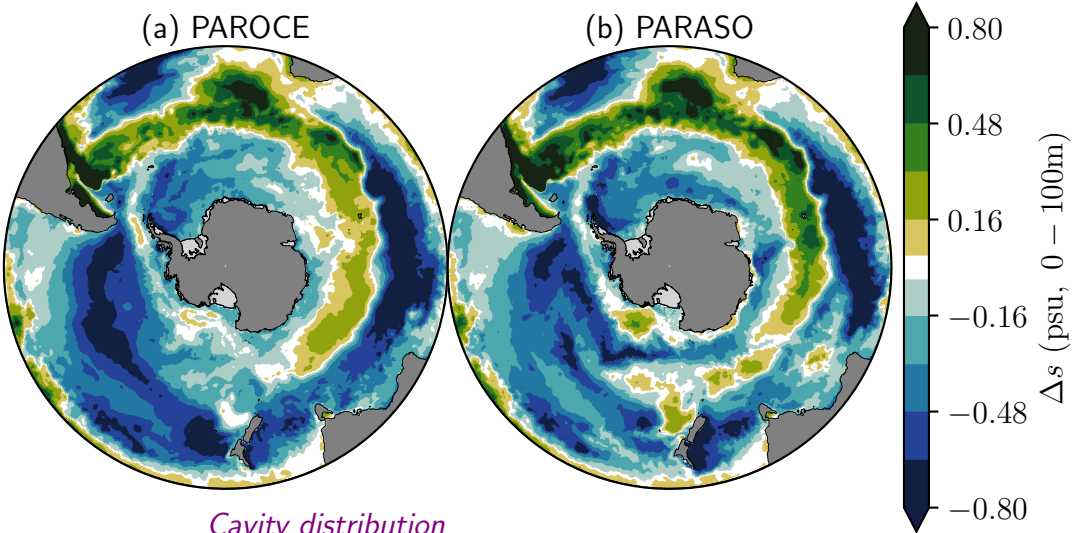 (a) PAROCE
(b) PARASO
0.80
0.48
0.16
−0.16
−0.48
−0.80
Δs (psu, 0 − 100m)
Cavity distribution